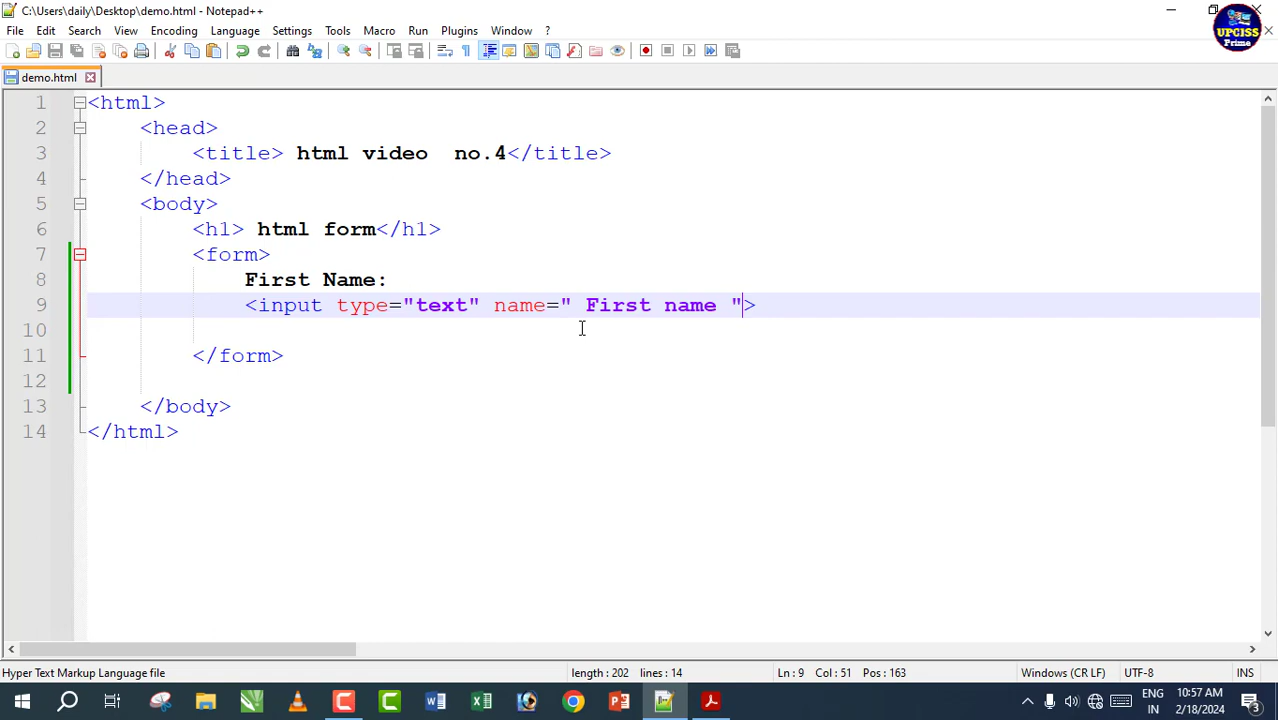 C:\Users\daily\Desktop\demo.html - Notepad++
File Edit Search View Encoding Language Settings Tools Macro Run Plugins Window ?
UPCISS
Prime
demo.html
1 <html>
2 <head>
3 <title> html video  no.4</title>
4 </head>
5 <body>
6 <h1> html form</h1>
7 <form>
8 First Name:
9 <input type="text" name=" First name ">
10
11 </form>
12
13 </body>
14 </html>
Hyper Text Markup Language file length : 202 lines : 14 Ln : 9 Col : 51 Pos : 163 Windows (CR LF) UTF-8 INS
ENG 10:57 AM
IN 2/18/2024